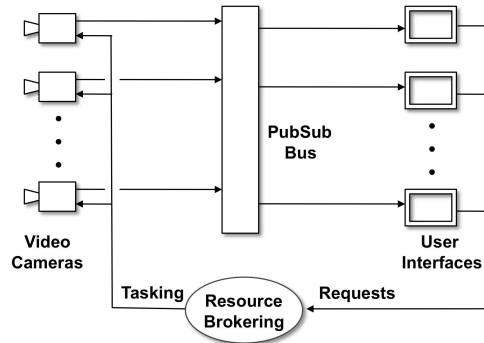 PubSub
Bus
Video
Cameras
User
Interfaces
Tasking
Resource
Brokering
Requests